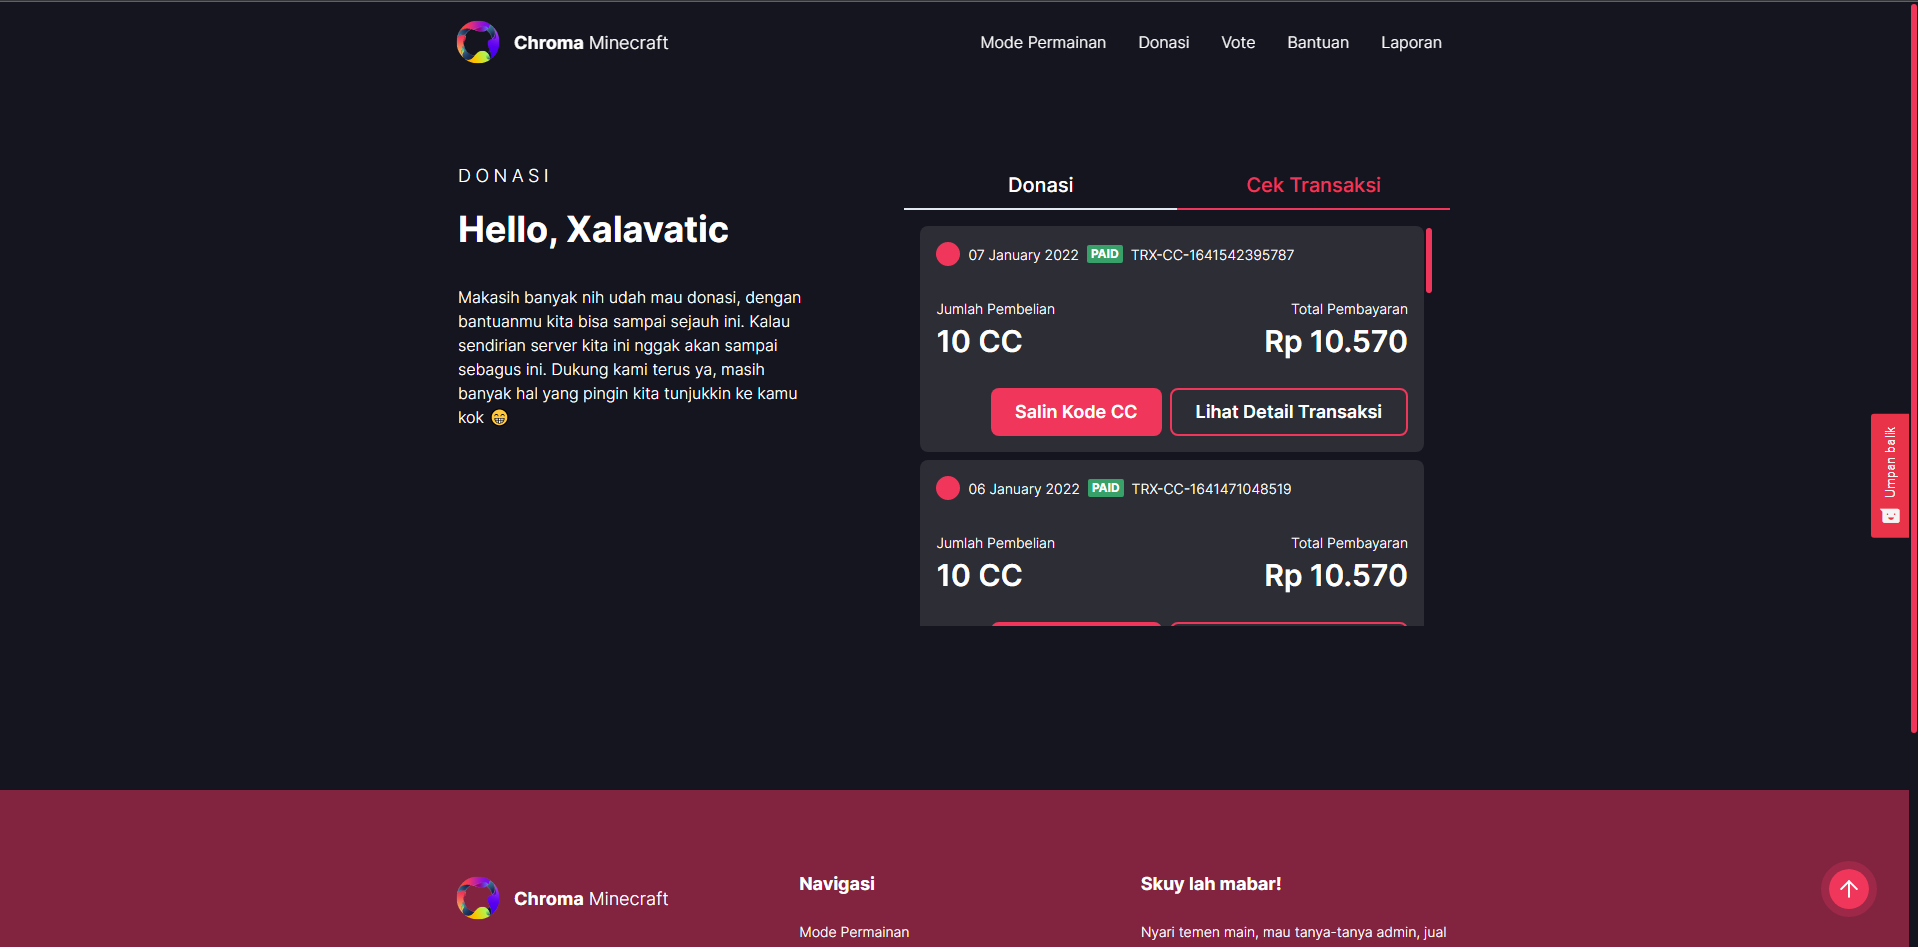 Chroma Minecraft
Mode Permainan
Donasi
Vote
Bantuan
Laporan
DONASI
Hello, Xalavatic
Makasih banyak nih udah mau donasi, dengan
bantuanmu kita bisa sampai sejauh ini. Kalau
sendirian server kita ini nggak akan sampai
sebagus ini. Dukung kami terus ya, masih
banyak hal yang pingin kita tunjukkin ke kamu
kok 😁
Donasi
Cek Transaksi
07 January 2022 PAID TRX-CC-1641542395787
Jumlah Pembelian
10 CC
Total Pembayaran
Rp 10.570
Salin Kode CC
Lihat Detail Transaksi
06 January 2022 PAID TRX-CC-1641471048519
Jumlah Pembelian
10 CC
Total Pembayaran
Rp 10.570
Umpan balik
Chroma Minecraft
Navigasi
Mode Permainan
Skuy lah mabar!
Nyari temen main, mau tanya-tanya admin, jual